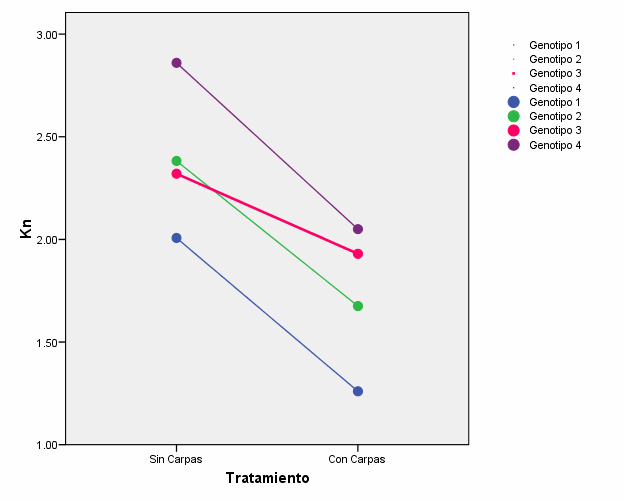 3.00
2.50
2.00
1.50
1.00
Kn
Sin Carpas
Con Carpas
Tratamiento
Genotipo 1
Genotipo 2
Genotipo 3
Genotipo 4
Genotipo 1
Genotipo 2
Genotipo 3
Genotipo 4